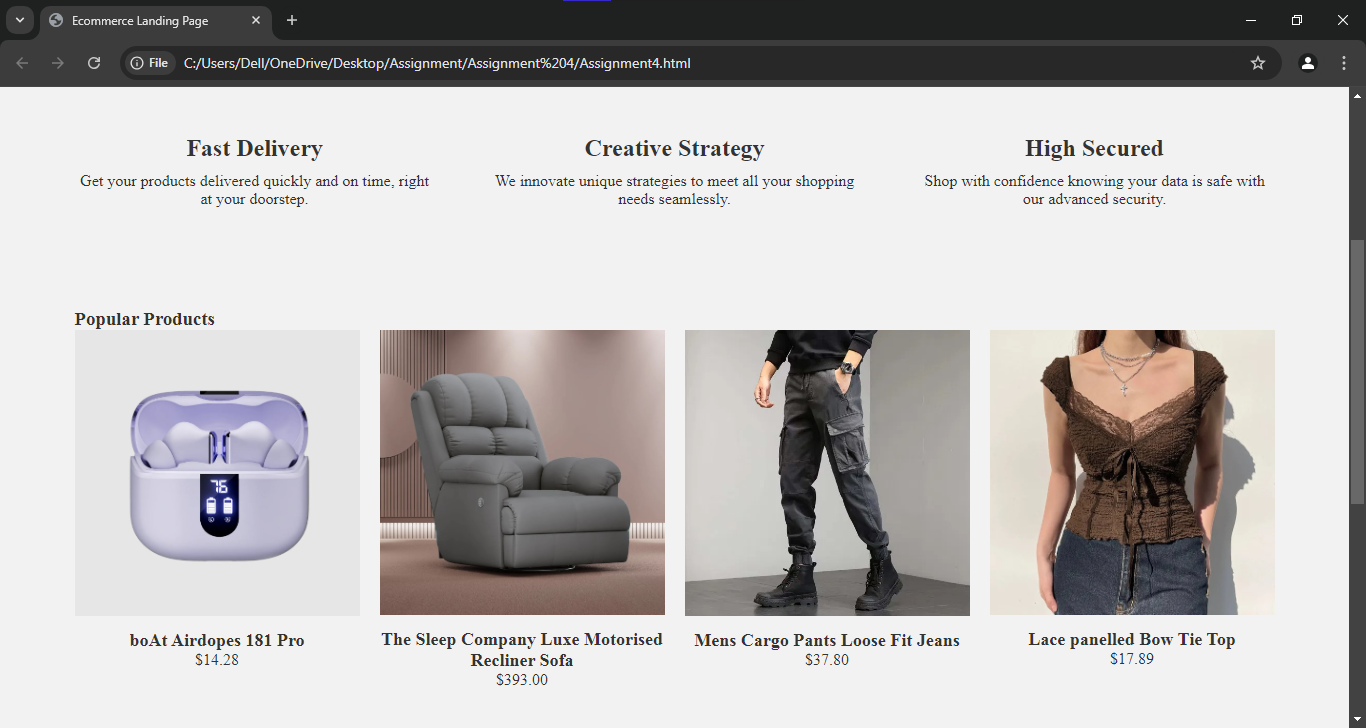 Ecommerce Landing Page
File
C:/Users/Dell/OneDrive/Desktop/Assignment/Assignment%204/Assignment4.html
Fast Delivery
Get your products delivered quickly and on time, right
at your doorstep.
Creative Strategy
We innovate unique strategies to meet all your shopping
needs seamlessly.
High Secured
Shop with confidence knowing your data is safe with
our advanced security.
Popular Products
76
boAt Airdopes 181 Pro
$14.28
The Sleep Company Luxe Motorised
Recliner Sofa
$393.00
Mens Cargo Pants Loose Fit Jeans
$37.80
Lace panelled Bow Tie Top
$17.89